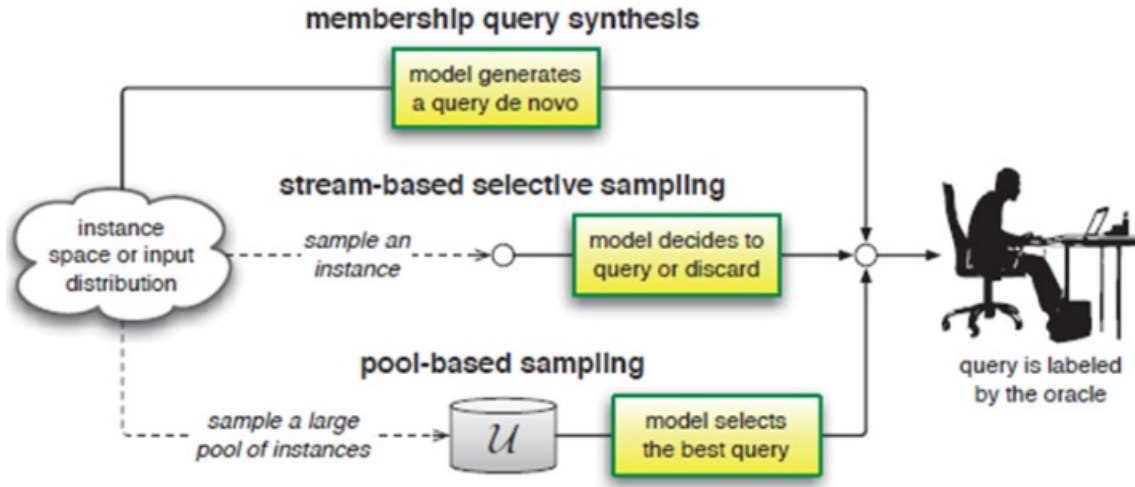 membership query synthesis
model generates
a query de novo
stream-based selective sampling
instance
space or input
distribution
sample an
instance
model decides to
query or discard
pool-based sampling
sample a large
pool of instances
U
model selects
the best query
query is labeled
by the oracle